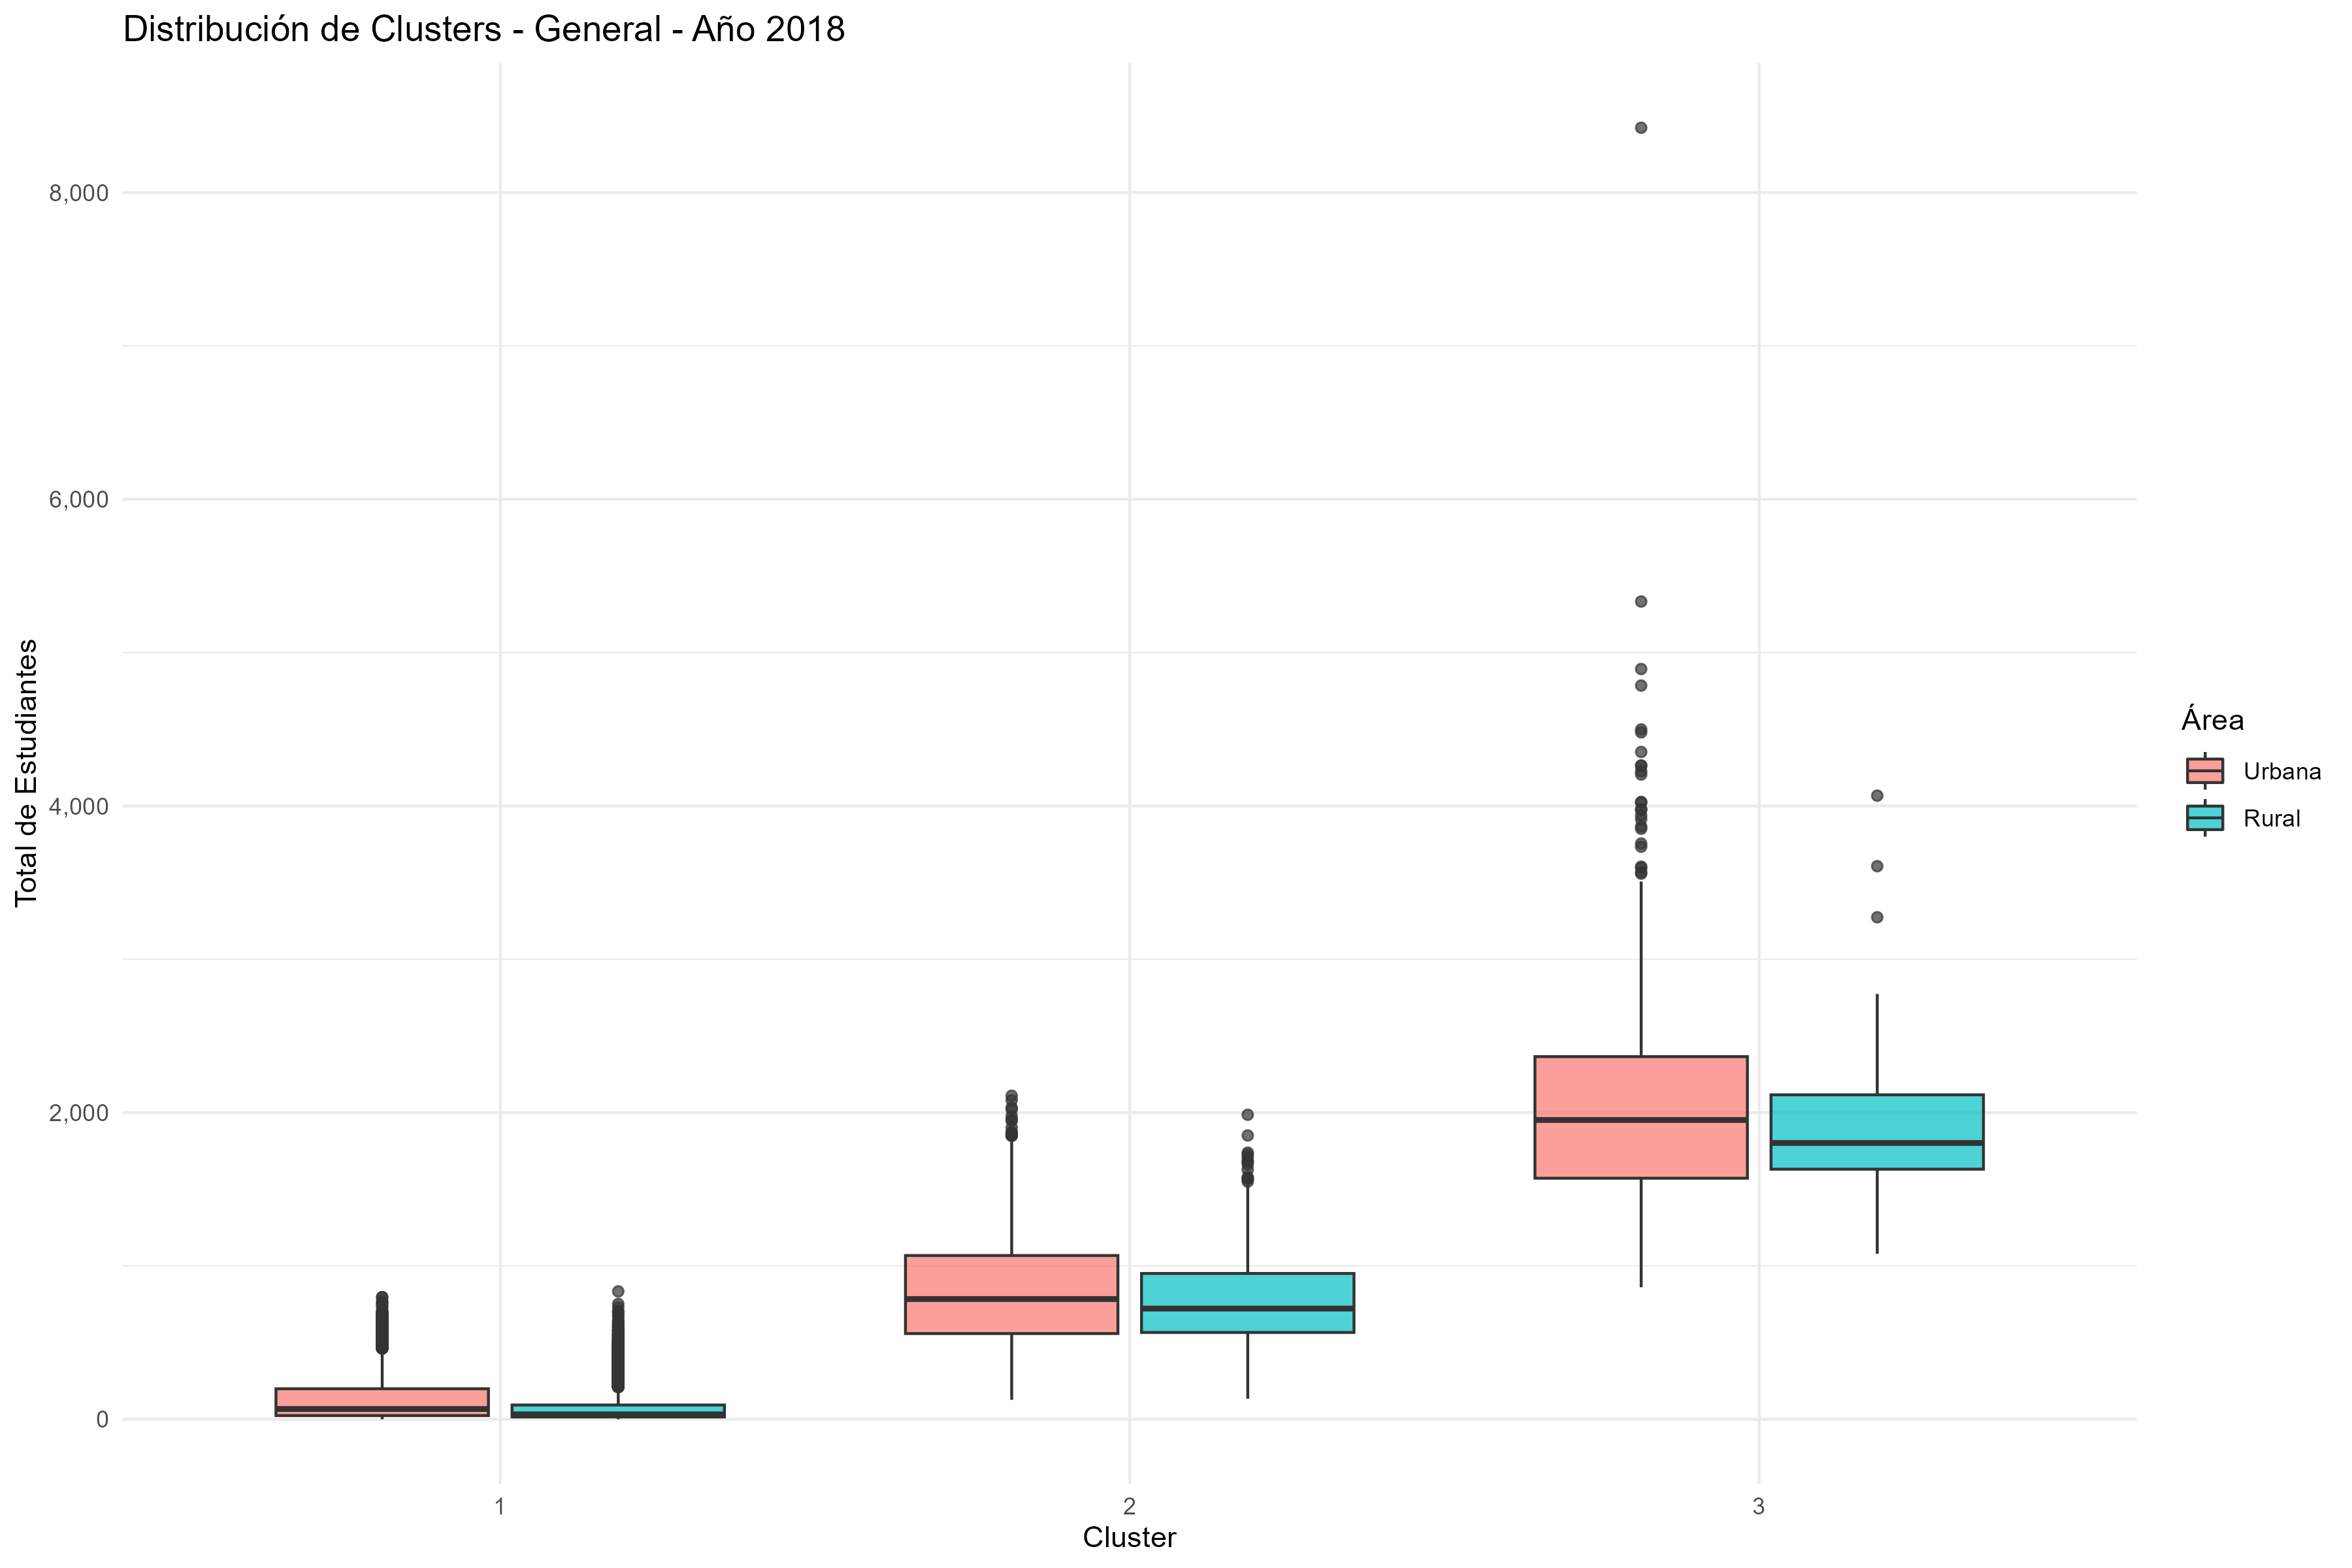 Distribución de Clusters - General - Año 2018
Total de Estudiantes
8,000
6,000
4,000
2,000
0
1
2
3
Cluster
Área
Urbana
Rural